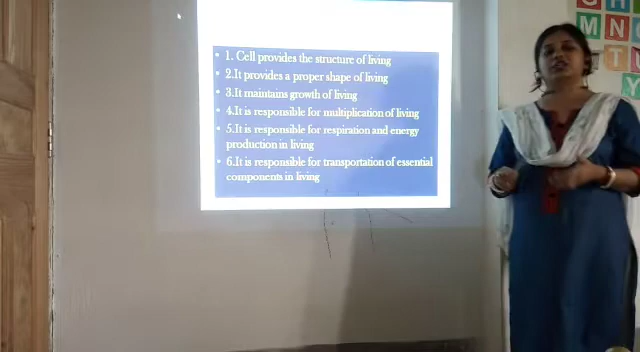 G H
• 1. Cell provides the structure of living
M N
• 2.It provides a proper shape of living
• 3.It maintains growth of living
T U
• 4.It is responsible for multiplication of living
Y
• 5.It is responsible for respiration and energy
production in living
• 6.It is responsible for transportation of essential
components in living